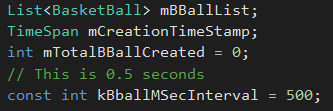 List<BasketBall> mBBallList;
TimeSpan mCreationTimeStamp;
int mTotalBBallCreated = 0;
// This is 0.5 seconds
const int kBballMSecInterval = 500;